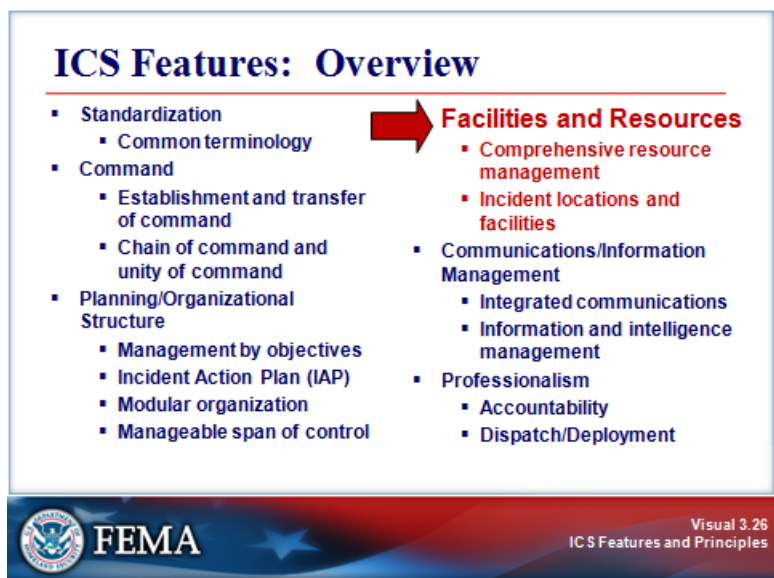 ICS Features:  Overview
▪ Standardization
▪ Common terminology
▪ Command
▪ Establishment and transfer
of command
▪ Chain of command and
unity of command
▪ Planning/Organizational
Structure
▪ Management by objectives
▪ Incident Action Plan (IAP)
▪ Modular organization
▪ Manageable span of control
Facilities and Resources
▪ Comprehensive resource
management
▪ Incident locations and
facilities
▪ Communications/Information
Management
▪ Integrated communications
▪ Information and intelligence
management
▪ Professionalism
▪ Accountability
▪ Dispatch/Deployment
FEMA
Visual 3.26
ICS Features and Principles